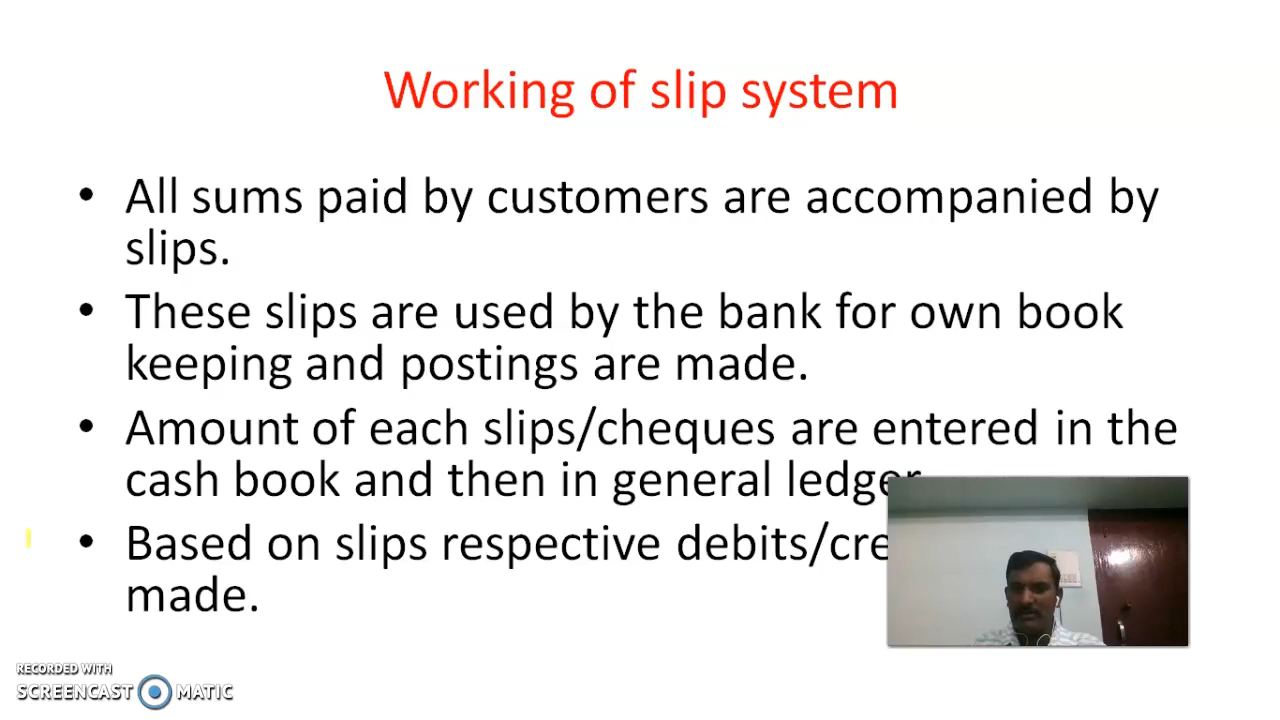 Working of slip system
• All sums paid by customers are accompanied by
slips.
• These slips are used by the bank for own book
keeping and postings are made.
• Amount of each slips/cheques are entered in the
cash book and then in general ledger
• Based on slips respective debits/cre
made.
RECORDED WITH
SCREENCAST MATIC